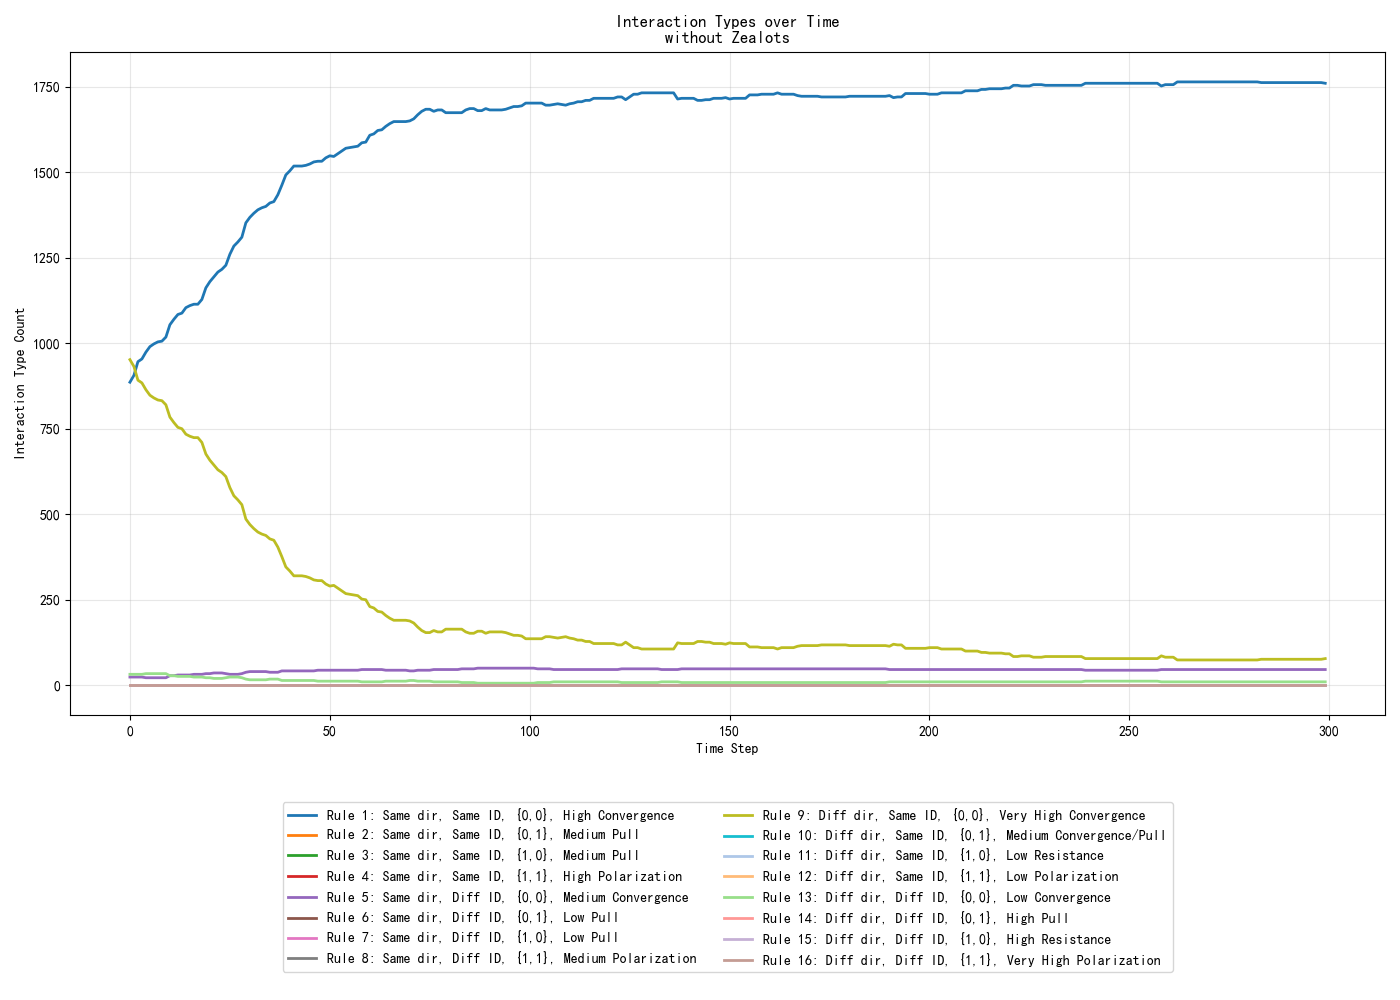 Interaction Types over Time
without Zealots
Interaction Type Count
1750
1500
1250
1000
750
500
250
0
0
50
100
150
200
250
300
Time Step
Rule 1: Same dir, Same ID, {0,0}, High Convergence
Rule 2: Same dir, Same ID, {0,1}, Medium Pull
Rule 3: Same dir, Same ID, {1,0}, Medium Pull
Rule 4: Same dir, Same ID, {1,1}, High Polarization
Rule 5: Same dir, Diff ID, {0,0}, Medium Convergence
Rule 6: Same dir, Diff ID, {0,1}, Low Pull
Rule 7: Same dir, Diff ID, {1,0}, Low Pull
Rule 8: Same dir, Diff ID, {1,1}, Medium Polarization
Rule 9: Diff dir, Same ID, {0,0}, Very High Convergence
Rule 10: Diff dir, Same ID, {0,1}, Medium Convergence/Pull
Rule 11: Diff dir, Same ID, {1,0}, Low Resistance
Rule 12: Diff dir, Same ID, {1,1}, Low Polarization
Rule 13: Diff dir, Diff ID, {0,0}, Low Convergence
Rule 14: Diff dir, Diff ID, {0,1}, High Pull
Rule 15: Diff dir, Diff ID, {1,0}, High Resistance
Rule 16: Diff dir, Diff ID, {1,1}, Very High Polarization